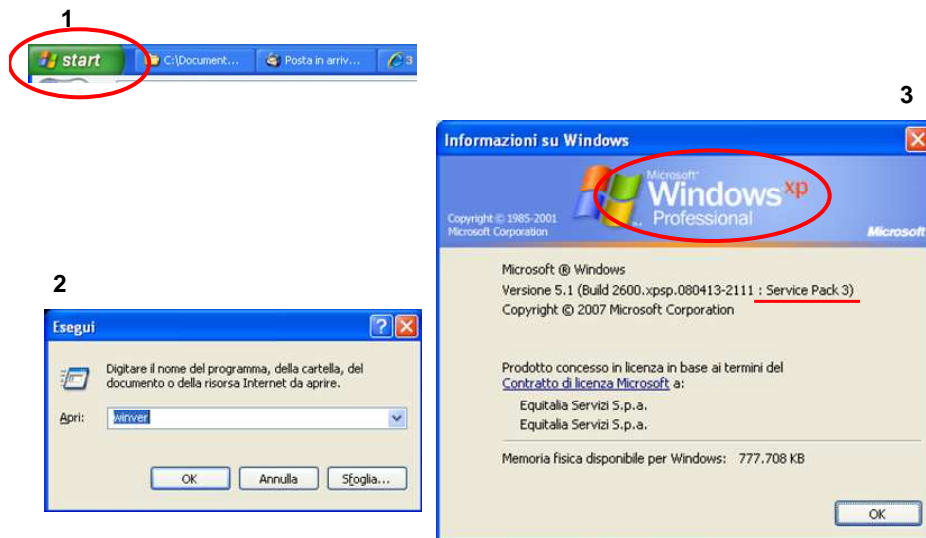 1
start
C:\Document...
Posta in arriv...
3
3
Informazioni su Windows
Microsoft®
Windows xp
Professional
Copyright © 1985-2001
Microsoft Corporation
Microsoft
Microsoft ® Windows
Versione 5.1 (Build 2600.xpsp.080413-2111 : Service Pack 3)
Copyright © 2007 Microsoft Corporation
Prodotto concesso in licenza in base ai termini del
Contratto di licenza Microsoft a:
Equitalia Servizi S.p.a.
Equitalia Servizi S.p.a.
Memoria fisica disponibile per Windows: 777.708 KB
OK
2
Esegui
Digitare il nome del programma, della cartella, del
documento o della risorsa Internet da aprire.
Apri: winver
OK Annulla Sfoglia...